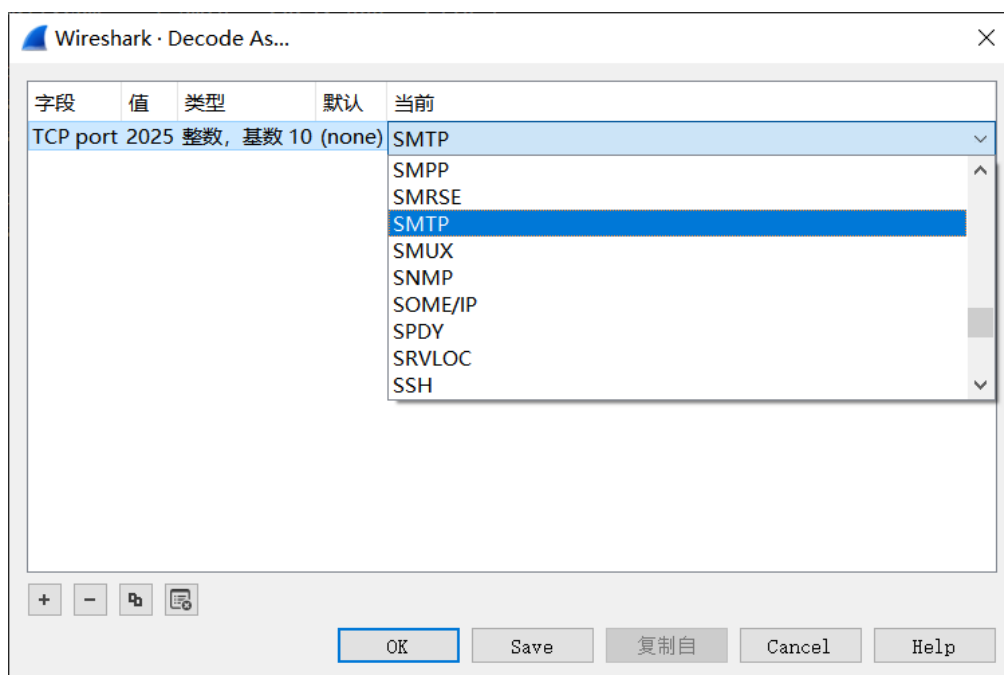 Wireshark · Decode As...
字段 值 类型 默认 当前
TCP port 2025 整数，基数 10 (none) SMTP
SMPP
SMRSE
SMTP
SMUX
SNMP
SOME/IP
SPDY
SRVLOC
SSH
OK Save 复制自 Cancel Help